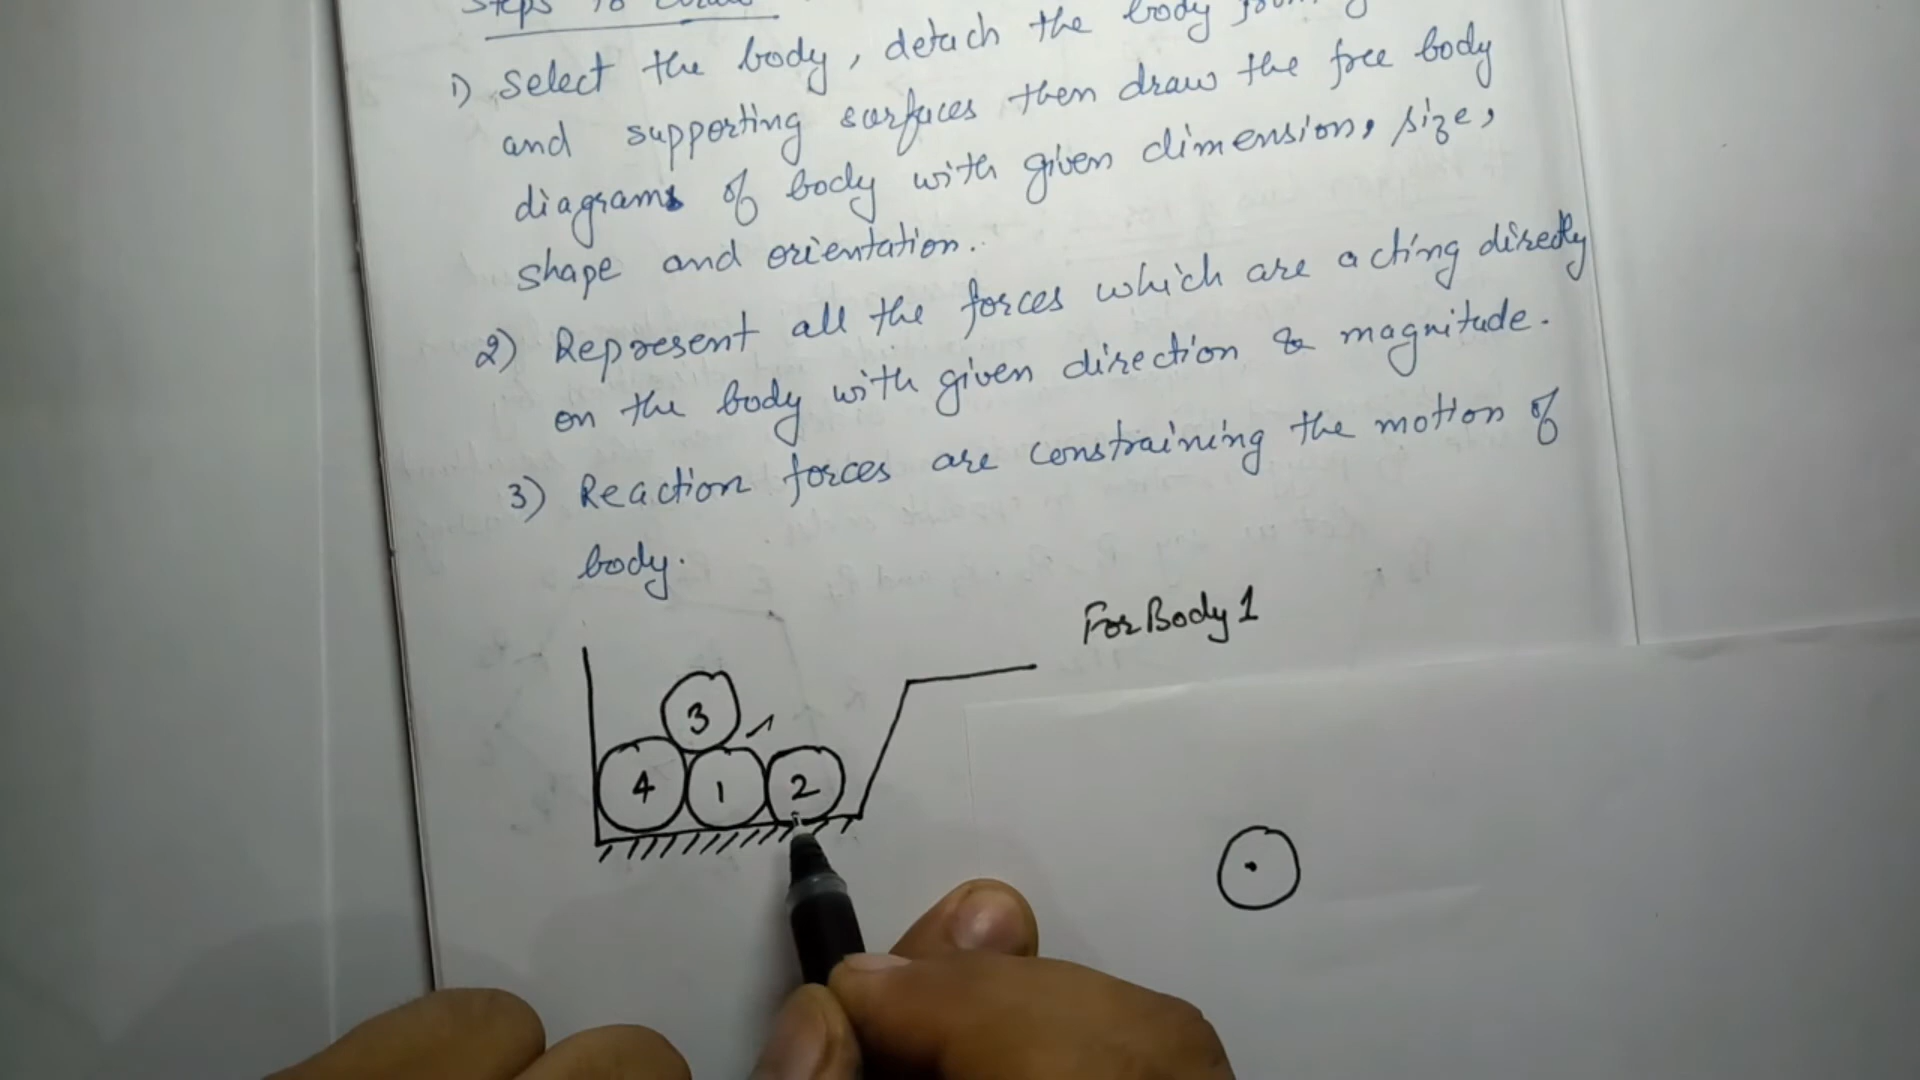 Steps to draw
1) Select the body, detach the body
and supporting surfaces then draw the free body
diagrams of body with given dimension, size,
shape and orientation.
2) Represent all the forces which are acting directly
on the body with given direction & magnitude.
3) Reaction forces are constraining the motion of
body.
For Body 1
3
4 1 2